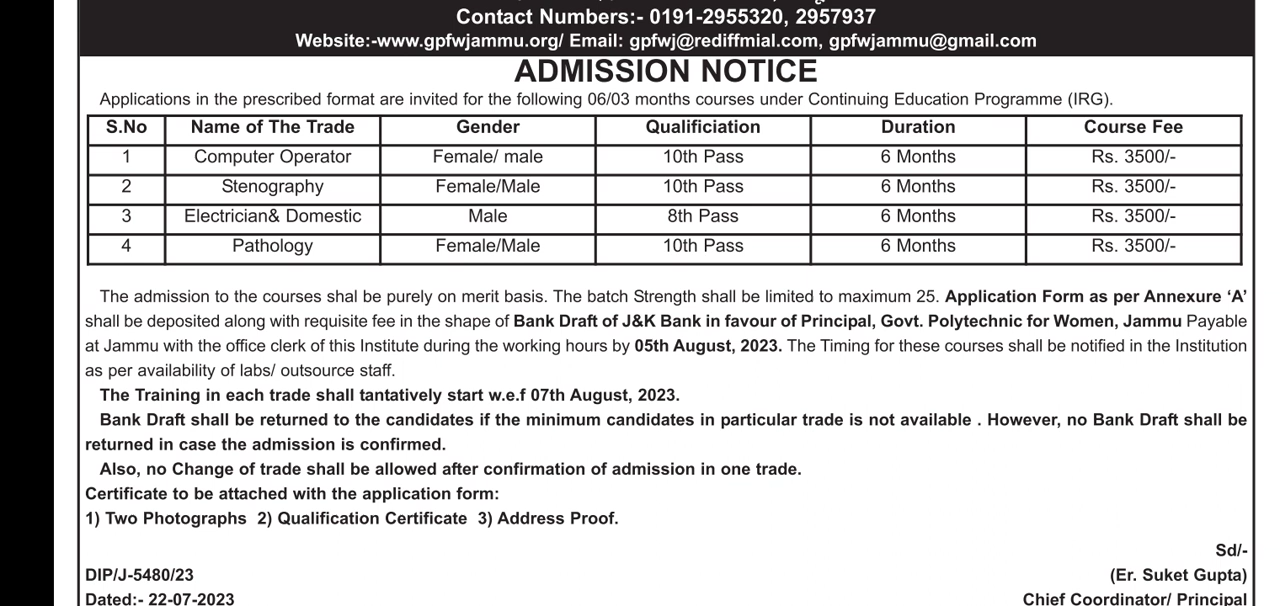 Contact Numbers:- 0191-2955320, 2957937
Website:-www.gpfwjammu.org/ Email: gpfwj@rediffmial.com, gpfwjammu@gmail.com
ADMISSION NOTICE
Applications in the prescribed format are invited for the following 06/03 months courses under Continuing Education Programme (IRG).
S.No Name of The Trade Gender Qualificiation Duration Course Fee
1 Computer Operator Female/ male 10th Pass 6 Months Rs. 3500/-
2 Stenography Female/Male 10th Pass 6 Months Rs. 3500/-
3 Electrician& Domestic Male 8th Pass 6 Months Rs. 3500/-
4 Pathology Female/Male 10th Pass 6 Months Rs. 3500/-
The admission to the courses shal be purely on merit basis. The batch Strength shall be limited to maximum 25. Application Form as per Annexure ‘A’
shall be deposited along with requisite fee in the shape of Bank Draft of J&K Bank in favour of Principal, Govt. Polytechnic for Women, Jammu Payable
at Jammu with the office clerk of this Institute during the working hours by 05th August, 2023. The Timing for these courses shall be notified in the Institution
as per availability of labs/ outsource staff.
The Training in each trade shall tantatively start w.e.f 07th August, 2023.
Bank Draft shall be returned to the candidates if the minimum candidates in particular trade is not available . However, no Bank Draft shall be
returned in case the admission is confirmed.
Also, no Change of trade shall be allowed after confirmation of admission in one trade.
Certificate to be attached with the application form:
1) Two Photographs 2) Qualification Certificate 3) Address Proof.
Sd/-
DIP/J-5480/23 (Er. Suket Gupta)
Dated:- 22-07-2023 Chief Coordinator/ Principal